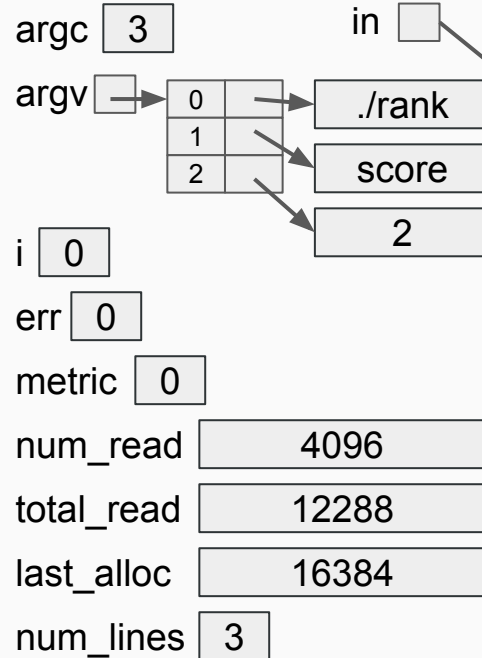 argc 3
in
argv
0
./rank
1
score
2
2
i 0
err 0
metric 0
num_read 4096
total_read 12288
last_alloc 16384
num_lines 3